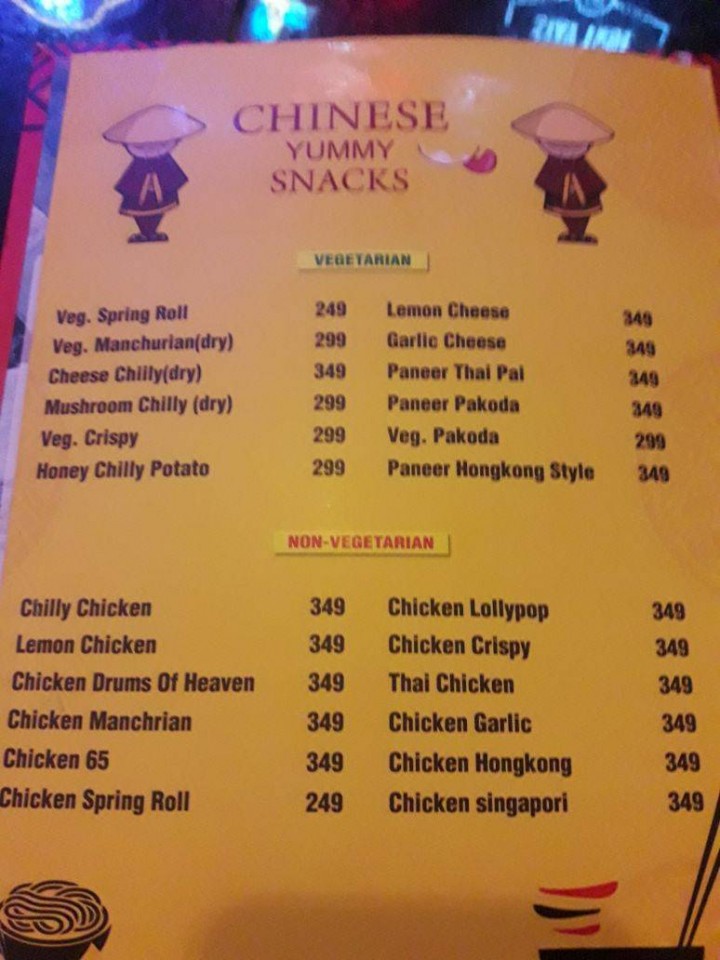 CHINESE
YUMMY
SNACKS
VEGETARIAN
Veg. Spring Roll 249 Lemon Cheese 349
Veg. Manchurian(dry) 299 Garlic Cheese 349
Cheese Chilly(dry) 349 Paneer Thai Pai 349
Mushroom Chilly (dry) 299 Paneer Pakoda 349
Veg. Crispy 299 Veg. Pakoda 299
Honey Chilly Potato 299 Paneer Hongkong Style 349
NON-VEGETARIAN
Chilly Chicken 349 Chicken Lollypop 349
Lemon Chicken 349 Chicken Crispy 349
Chicken Drums Of Heaven 349 Thai Chicken 349
Chicken Manchrian 349 Chicken Garlic 349
Chicken 65 349 Chicken Hongkong 349
Chicken Spring Roll 249 Chicken singapori 349